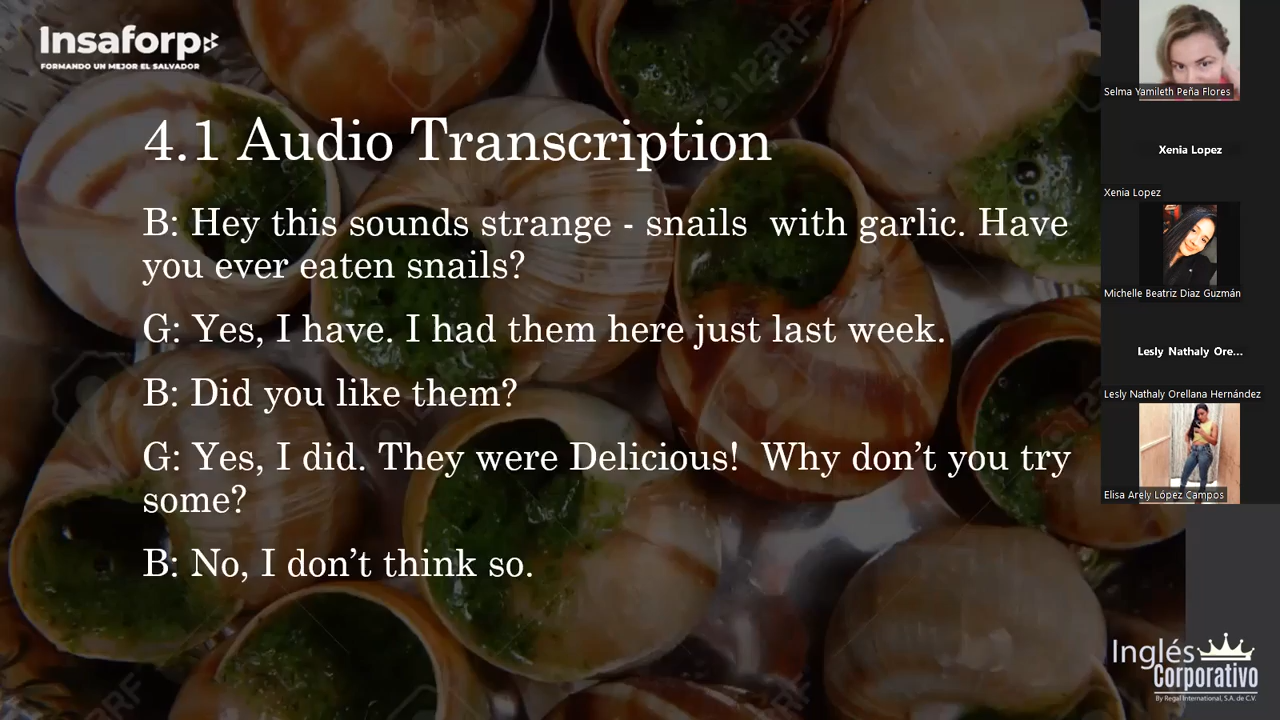 Insaforp
FORMANDO UN MEJOR EL SALVADOR
4.1 Audio Transcription
B: Hey this sounds strange - snails  with garlic. Have
you ever eaten snails?
G: Yes, I have. I had them here just last week.
B: Did you like them?
G: Yes, I did. They were Delicious!  Why don’t you try
some?
B: No, I don’t think so.
Selma Yamileth Peña Flores
Xenia Lopez
Xenia Lopez
Michelle Beatriz Diaz Guzmán
Lesly Nathaly Ore...
Lesly Nathaly Orellana Hernández
Elisa Arely López Campos
Inglés
Corporativo
By Regal International, S.A. de C.V.
123RF
123RF
123RF